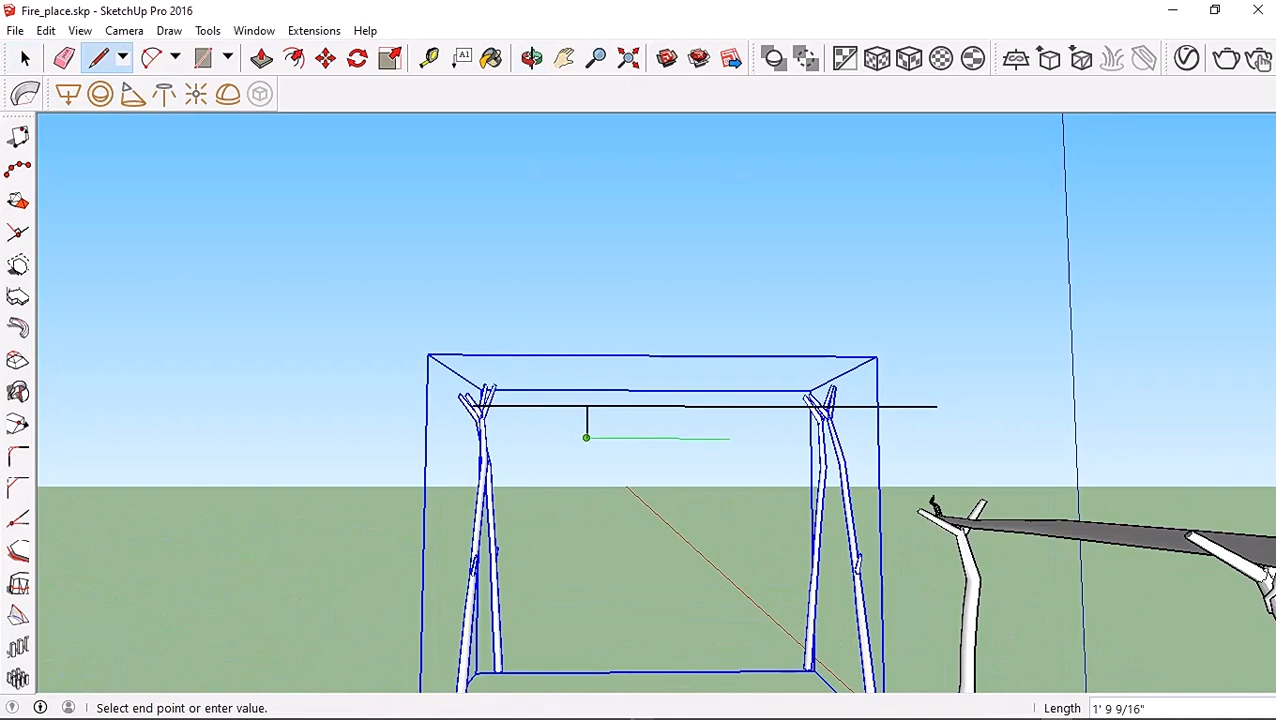 Fire_place.skp - SketchUp Pro 2016
File Edit View Camera Draw Tools Window Extensions Help
A1
Select end point or enter value.
Length 1' 9 9/16"